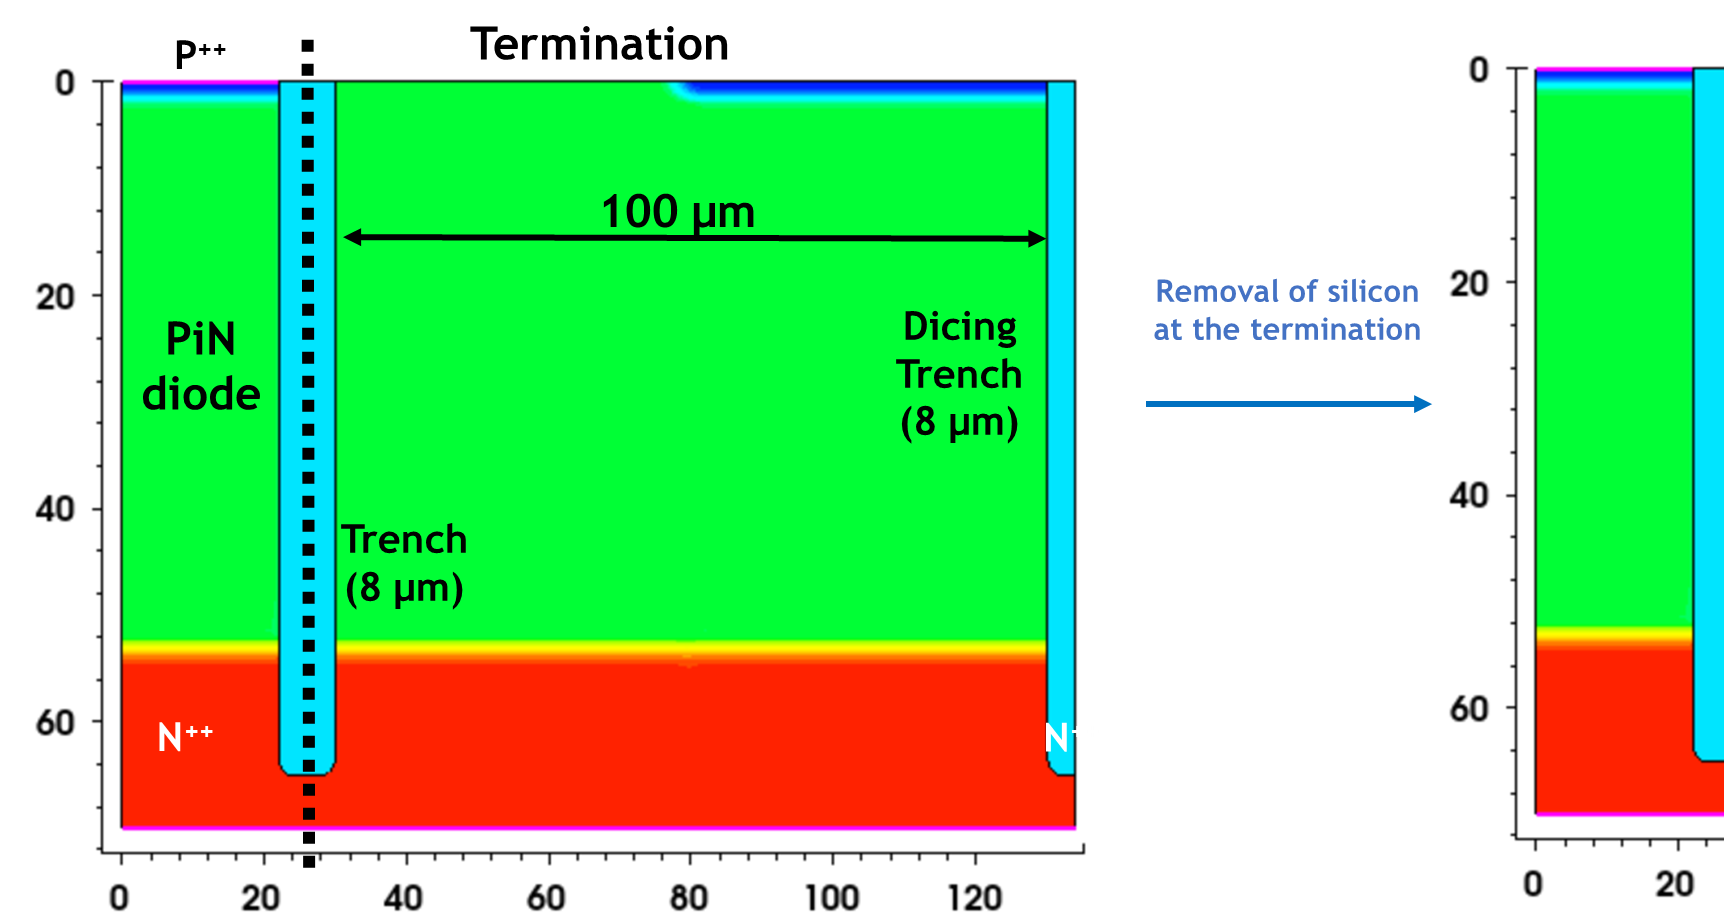 P++
Termination
0
20
40
60
100 µm
PiN
diode
Dicing
Trench
(8 µm)
Trench
(8 µm)
N++
N+
0 20 40 60 80 100 120
Removal of silicon
at the termination
0
20
40
60
0 20